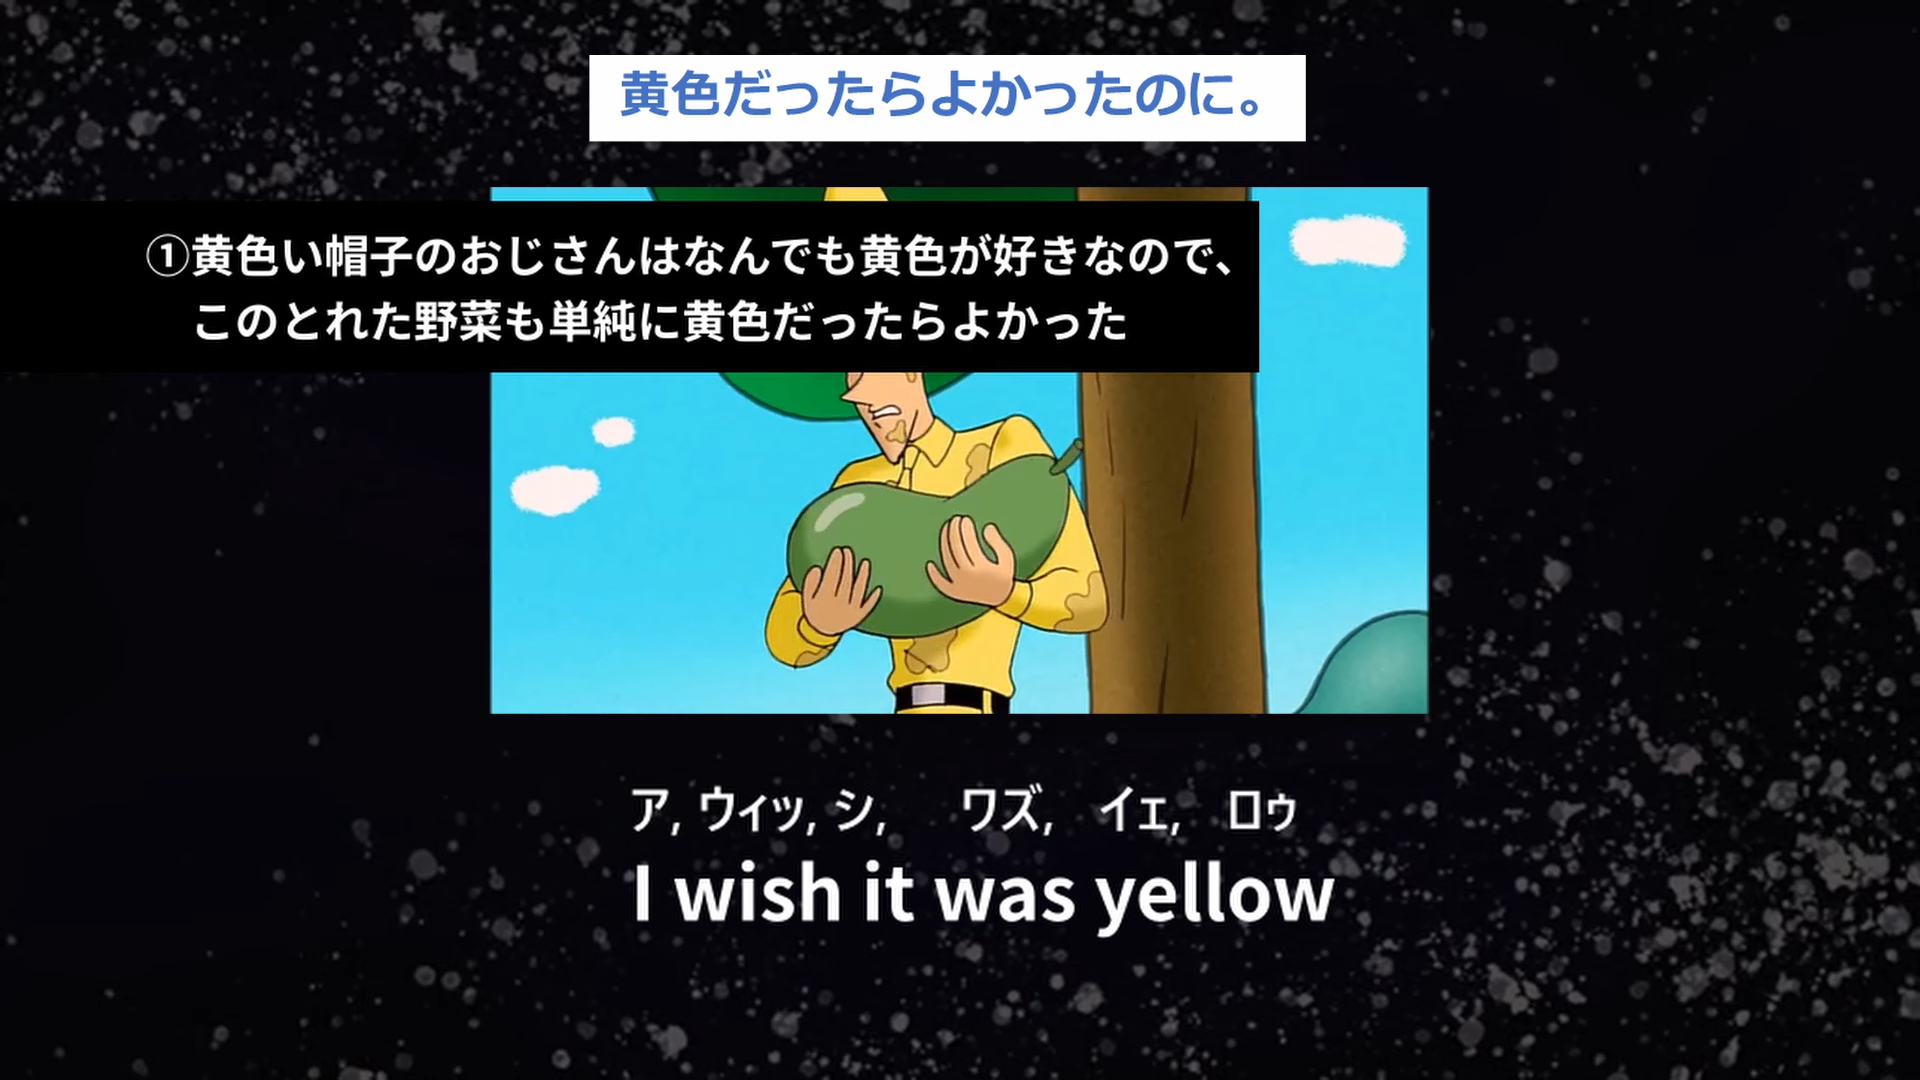 黄色だったらよかったのに。
①黄色い帽子のおじさんはなんでも黄色が好きなので、
このとれた野菜も単純に黄色だったらよかった
ア, ウィッ, シ, ワズ, イェ, ロゥ
I wish it was yellow